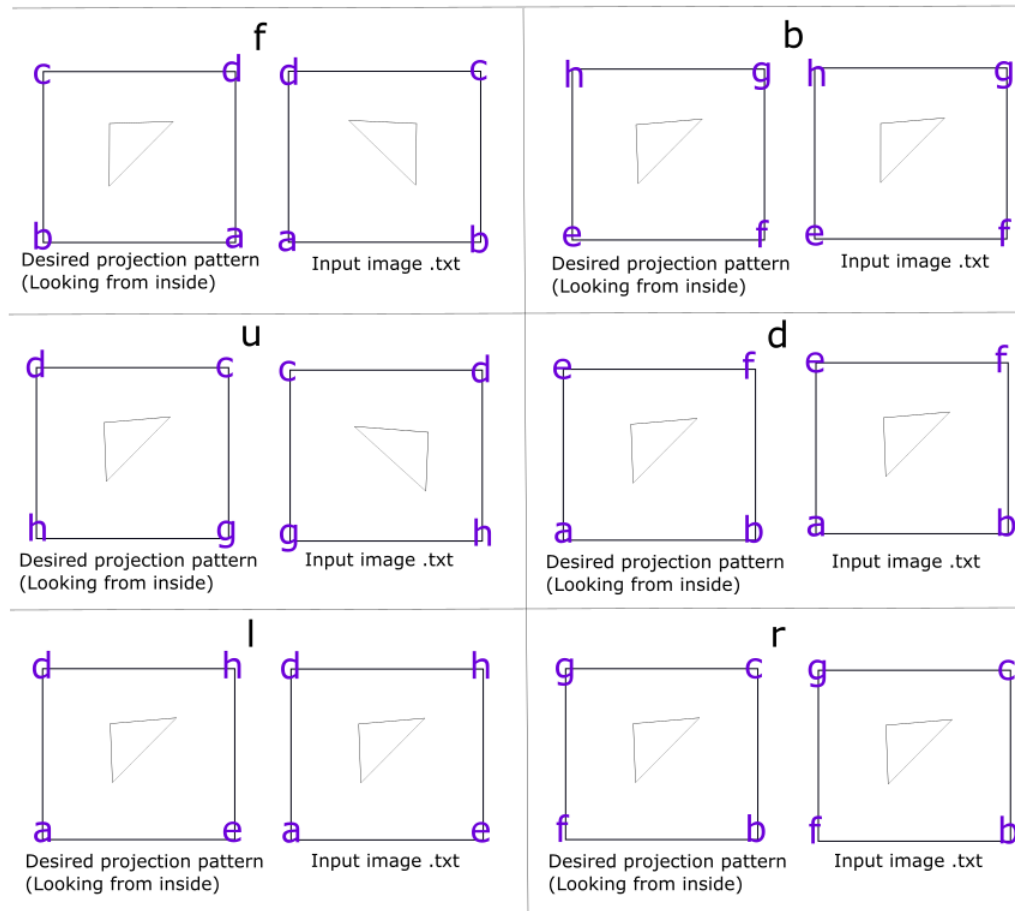 f
c d d c
b a a b
Desired projection pattern
(Looking from inside)
Input image .txt
b
h g h g
e f e f
Desired projection pattern
(Looking from inside)
Input image .txt
u
d c c d
h g g h
Desired projection pattern
(Looking from inside)
Input image .txt
d
e f e f
a b a b
Desired projection pattern
(Looking from inside)
Input image .txt
l
d h d h
a e a e
Desired projection pattern
(Looking from inside)
Input image .txt
r
g c g c
f b f b
Desired projection pattern
(Looking from inside)
Input image .txt